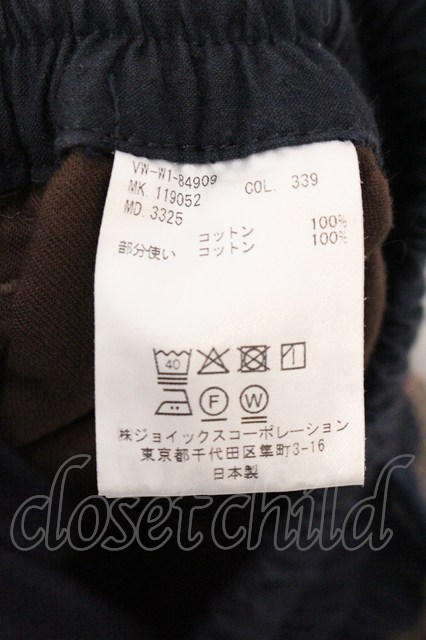 VW-W1-84909
MK. 119052 COL. 339
MD. 3325
コットン 100%
部分使い コットン 100%
40
F W
株ジョイックスコーポレーション
東京都千代田区隼町3-16
日本製
closetchild